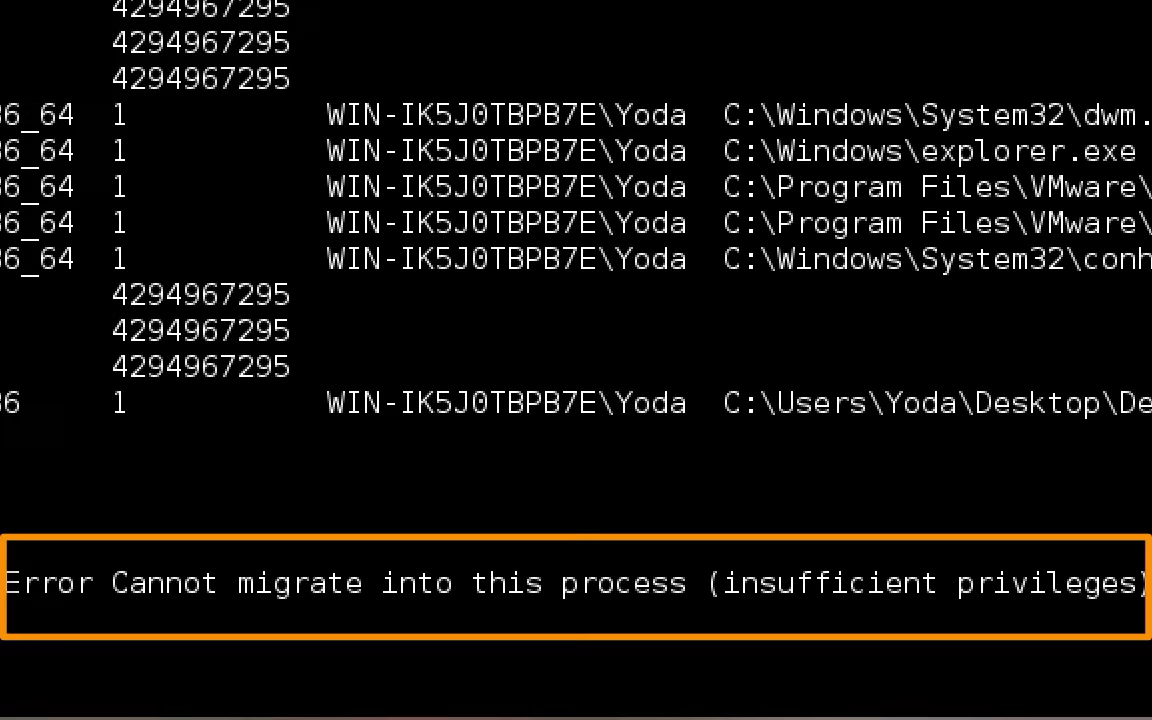 4294967295
4294967295
4294967295
86_64 1 WIN-IK5J0TBPB7E\Yoda C:\Windows\System32\dwm.
86_64 1 WIN-IK5J0TBPB7E\Yoda C:\Windows\explorer.exe
86_64 1 WIN-IK5J0TBPB7E\Yoda C:\Program Files\VMware\
86_64 1 WIN-IK5J0TBPB7E\Yoda C:\Program Files\VMware\
86_64 1 WIN-IK5J0TBPB7E\Yoda C:\Windows\System32\conh
4294967295
4294967295
4294967295
86 1 WIN-IK5J0TBPB7E\Yoda C:\Users\Yoda\Desktop\De
Error Cannot migrate into this process (insufficient privileges)